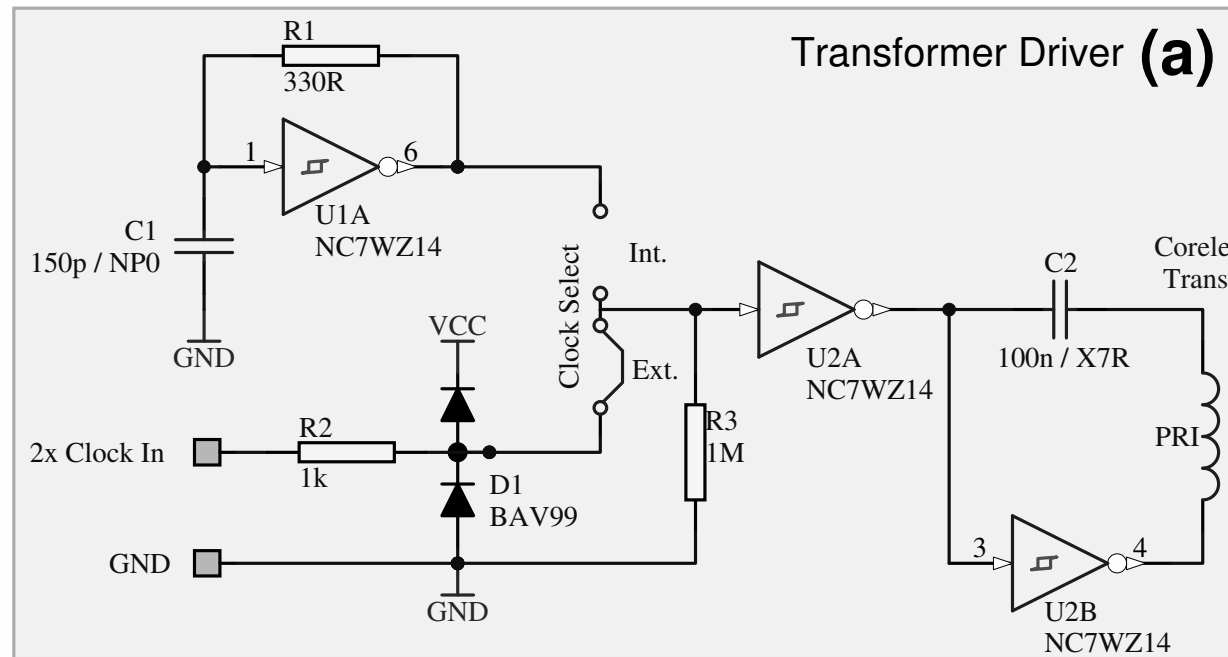 Transformer Driver (a)
R1
330R
1
6
U1A
NC7WZ14
C1
150p / NP0
GND
Clock Select
Int.
Ext.
VCC
2x Clock In
R2
1k
D1
BAV99
GND
GND
R3
1M
U2A
NC7WZ14
C2
100n / X7R
PRI
3
4
U2B
NC7WZ14